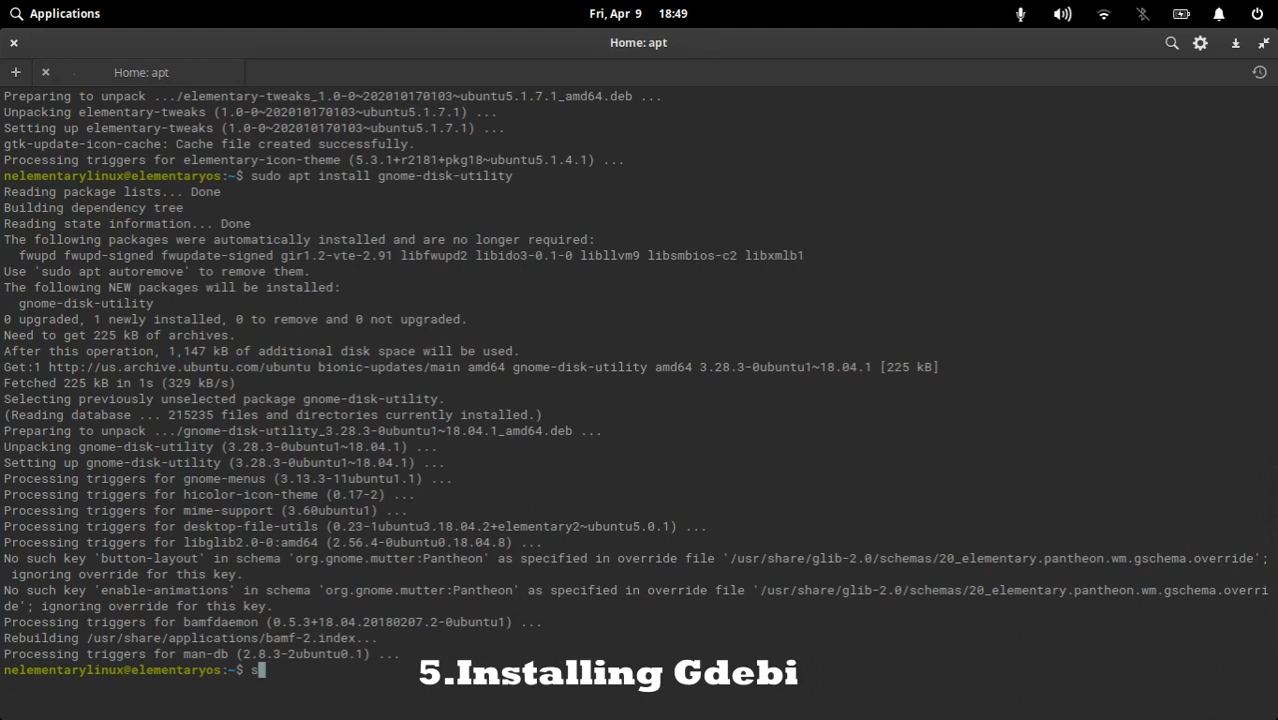 Applications
Fri, Apr 9 18:49
Home: apt
Home: apt
Preparing to unpack .../elementary-tweaks_1.0-0~202010170103~ubuntu5.1.7.1_amd64.deb ...
Unpacking elementary-tweaks (1.0-0~202010170103~ubuntu5.1.7.1) ...
Setting up elementary-tweaks (1.0-0~202010170103~ubuntu5.1.7.1) ...
gtk-update-icon-cache: Cache file created successfully.
Processing triggers for elementary-icon-theme (5.3.1+r2181+pkg18~ubuntu5.1.4.1) ...
nelementarylinux@elementaryos:~$ sudo apt install gnome-disk-utility
Reading package lists... Done
Building dependency tree
Reading state information... Done
The following packages were automatically installed and are no longer required:
  fwupd fwupd-signed fwupdate-signed gir1.2-vte-2.91 libfwupd2 libido3-0.1-0 libllvm9 libsmbios-c2 libxmlb1
Use 'sudo apt autoremove' to remove them.
The following NEW packages will be installed:
  gnome-disk-utility
0 upgraded, 1 newly installed, 0 to remove and 0 not upgraded.
Need to get 225 kB of archives.
After this operation, 1,147 kB of additional disk space will be used.
Get:1 http://us.archive.ubuntu.com/ubuntu bionic-updates/main amd64 gnome-disk-utility amd64 3.28.3-0ubuntu1~18.04.1 [225 kB]
Fetched 225 kB in 1s (329 kB/s)
Selecting previously unselected package gnome-disk-utility.
(Reading database ... 215235 files and directories currently installed.)
Preparing to unpack .../gnome-disk-utility_3.28.3-0ubuntu1~18.04.1_amd64.deb ...
Unpacking gnome-disk-utility (3.28.3-0ubuntu1~18.04.1) ...
Setting up gnome-disk-utility (3.28.3-0ubuntu1~18.04.1) ...
Processing triggers for gnome-menus (3.13.3-11ubuntu1.1) ...
Processing triggers for hicolor-icon-theme (0.17-2) ...
Processing triggers for mime-support (3.60ubuntu1) ...
Processing triggers for desktop-file-utils (0.23-1ubuntu3.18.04.2+elementary2~ubuntu5.0.1) ...
Processing triggers for libglib2.0-0:amd64 (2.56.4-0ubuntu0.18.04.8) ...
No such key 'button-layout' in schema 'org.gnome.mutter:Pantheon' as specified in override file '/usr/share/glib-2.0/schemas/20_elementary.pantheon.wm.gschema.override';
 ignoring override for this key.
No such key 'enable-animations' in schema 'org.gnome.mutter:Pantheon' as specified in override file '/usr/share/glib-2.0/schemas/20_elementary.pantheon.wm.gschema.overri
de'; ignoring override for this key.
Processing triggers for bamfdaemon (0.5.3+18.04.20180207.2-0ubuntu1) ...
Rebuilding /usr/share/applications/bamf-2.index...
Processing triggers for man-db (2.8.3-2ubuntu0.1) ...
nelementarylinux@elementaryos:~$ s
5.Installing Gdebi